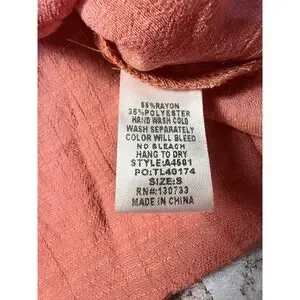 65%RAYON
35%POLYESTER
HAND WASH COLD
WASH SEPARATELY
COLOR WILL BLEED
NO BLEACH
HANG TO DRY
STYLE:A4501
PO:TL40174
SIZE:S
RN#:130733
MADE IN CHINA